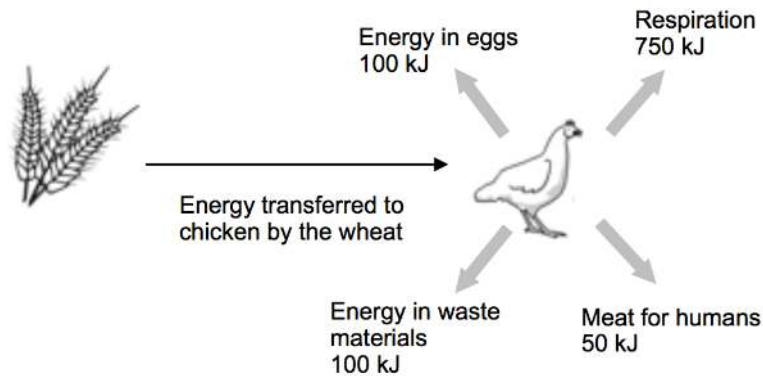 Energy in eggs
100 kJ
Respiration
750 kJ
Energy transferred to
chicken by the wheat
Energy in waste
materials
100 kJ
Meat for humans
50 kJ